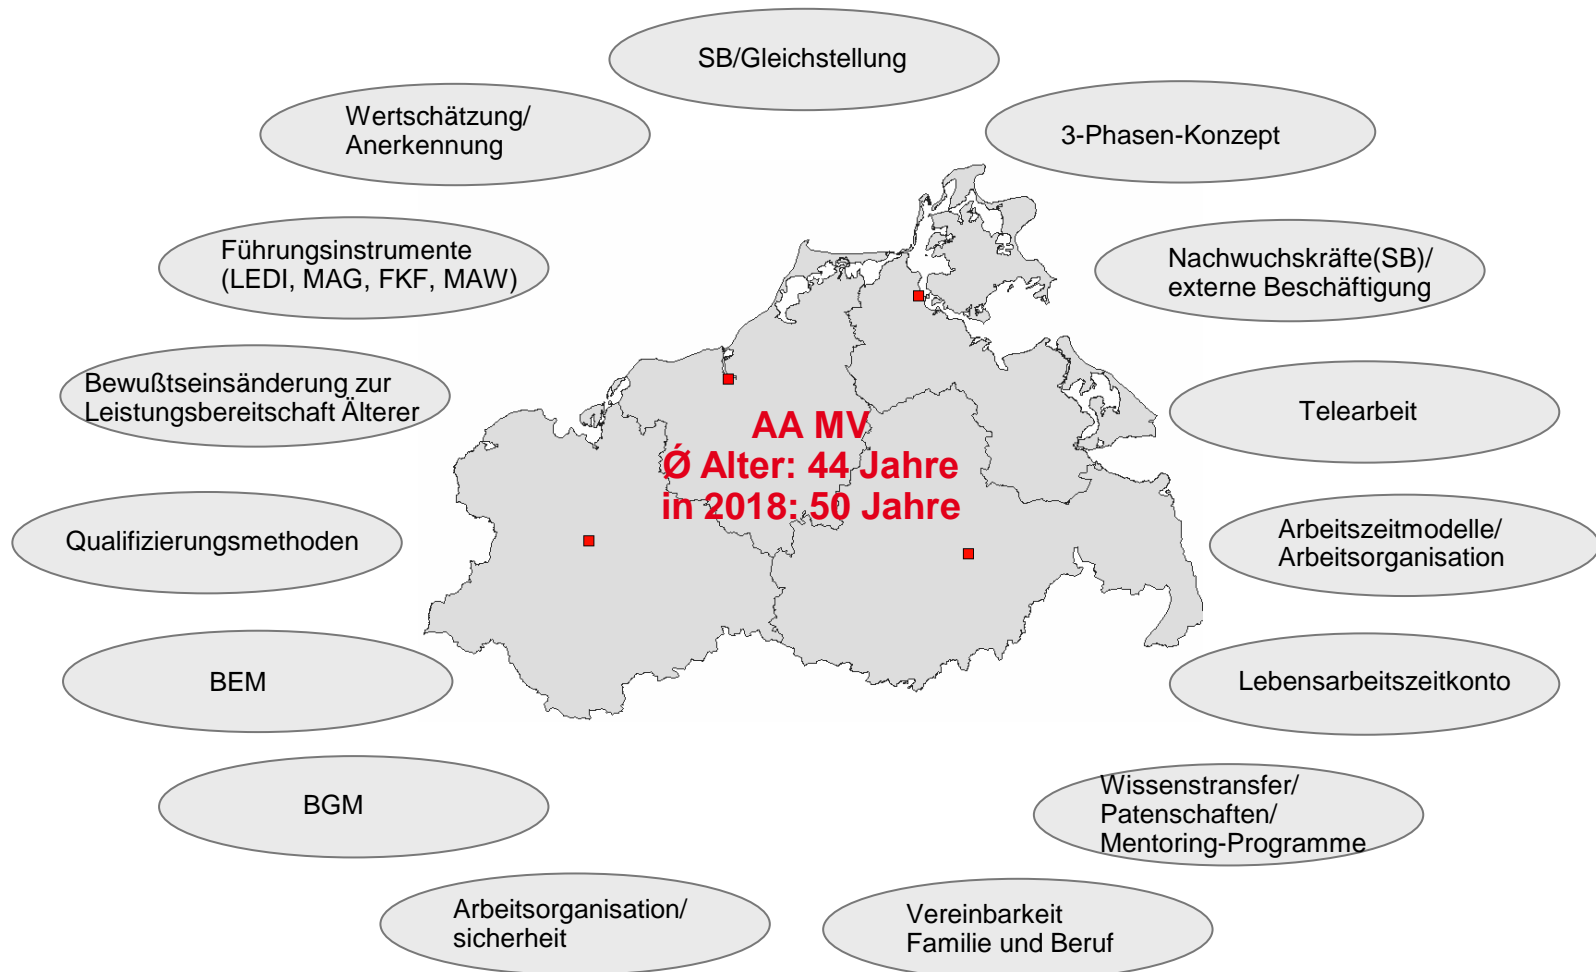 SB/Gleichstellung
Wertschätzung/
Anerkennung
3-Phasen-Konzept
Führungsinstrumente
(LEDI, MAG, FKF, MAW)
Nachwuchskräfte(SB)/
externe Beschäftigung
Bewußtseinsänderung zur
Leistungsbereitschaft Älterer
Telearbeit
AA MV
Ǿ Alter: 44 Jahre
in 2018: 50 Jahre
Qualifizierungsmethoden
Arbeitszeitmodelle/
Arbeitsorganisation
BEM
Lebensarbeitszeitkonto
BGM
Wissenstransfer/
Patenschaften/
Mentoring-Programme
Arbeitsorganisation/
sicherheit
Vereinbarkeit
Familie und Beruf